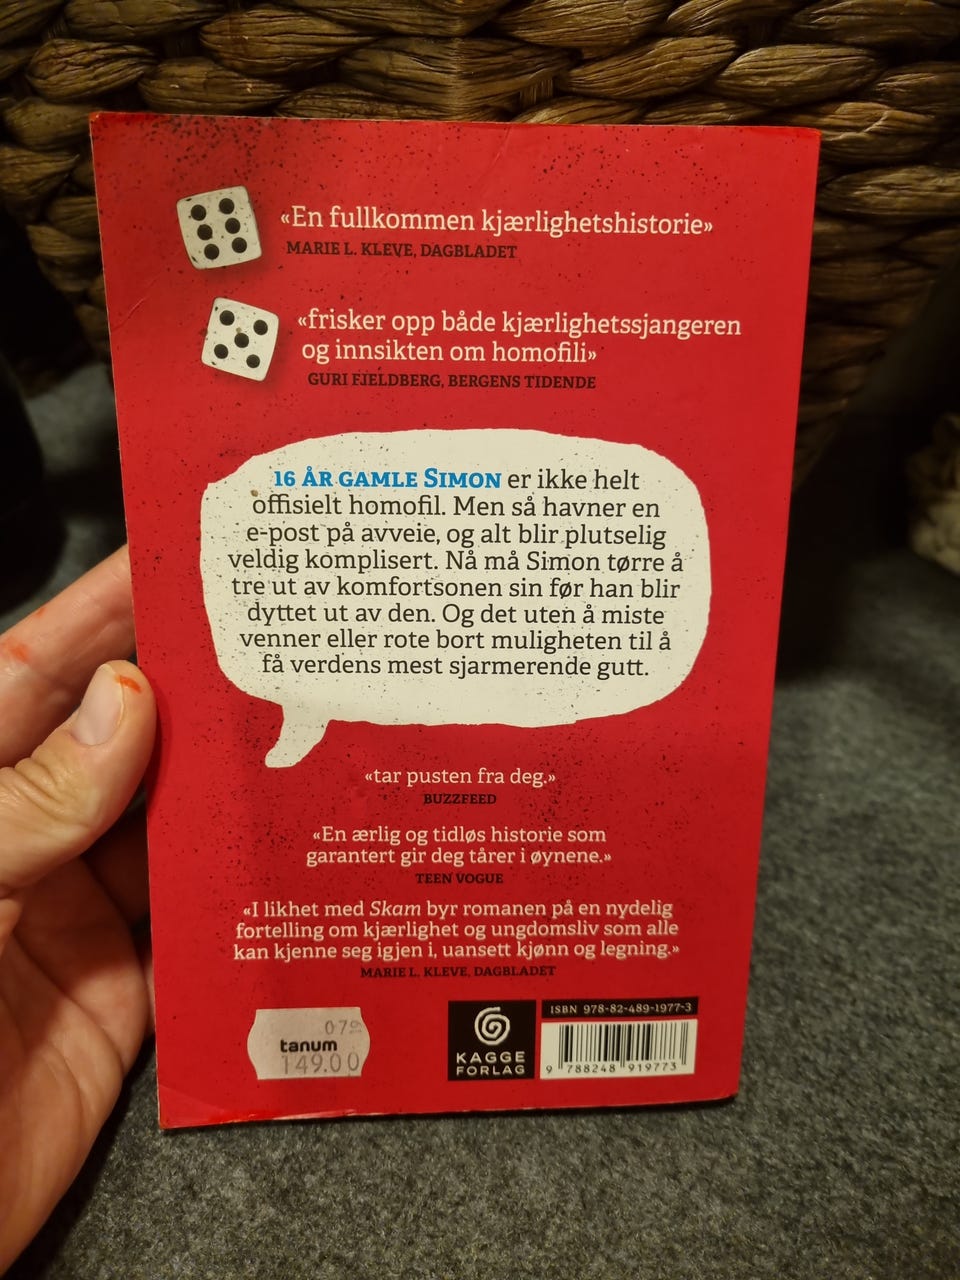 «En fullkommen kjærlighetshistorie»
MARIE L. KLEVE, DAGBLADET
«frisker opp både kjærlighetssjangeren
og innsikten om homofili»
GURI FJELDBERG, BERGENS TIDENDE
16 ÅR GAMLE SIMON er ikke helt
offisielt homofil. Men så havner en
e-post på avveie, og alt blir plutselig
veldig komplisert. Nå må Simon tørre å
tre ut av komfortsonen sin før han blir
dyttet ut av den. Og det uten å miste
venner eller rote bort muligheten til å
få verdens mest sjarmerende gutt.
«tar pusten fra deg.»
BUZZFEED
«En ærlig og tidløs historie som
garantert gir deg tårer i øynene.»
TEEN VOGUE
«I likhet med Skam byr romanen på en nydelig
fortelling om kjærlighet og ungdomsliv som alle
kan kjenne seg igjen i, uansett kjønn og legning.»
MARIE L. KLEVE, DAGBLADET
tanum
149.00
KAGGE
FORLAG
ISBN 978-82-489-1977-3
9 788248 919773